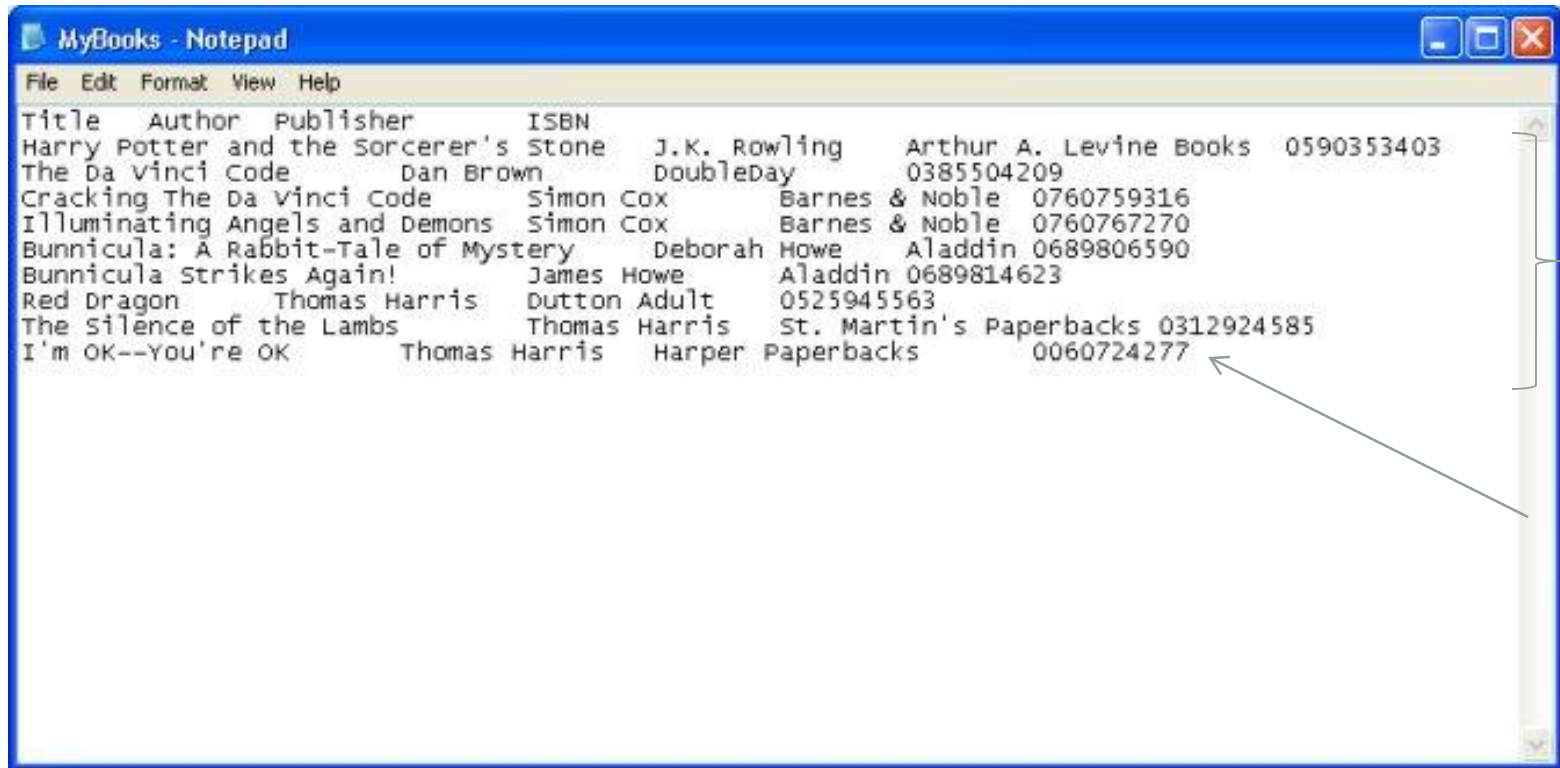 MyBooks - Notepad
File Edit Format View Help
Title Author Publisher ISBN
Harry Potter and the Sorcerer's Stone J.K. Rowling Arthur A. Levine Books 0590353403
The Da Vinci Code Dan Brown DoubleDay 0385504209
Cracking The Da Vinci Code Simon Cox Barnes & Noble 0760759316
Illuminating Angels and Demons Simon Cox Barnes & Noble 0760767270
Bunnicula: A Rabbit-Tale of Mystery Deborah Howe Aladdin 0689806590
Bunnicula Strikes Again! James Howe Aladdin 0689814623
Red Dragon Thomas Harris Dutton Adult 0525945563
The Silence of the Lambs Thomas Harris St. Martin's Paperbacks 0312924585
I'm OK--You're OK Thomas Harris Harper Paperbacks 0060724277